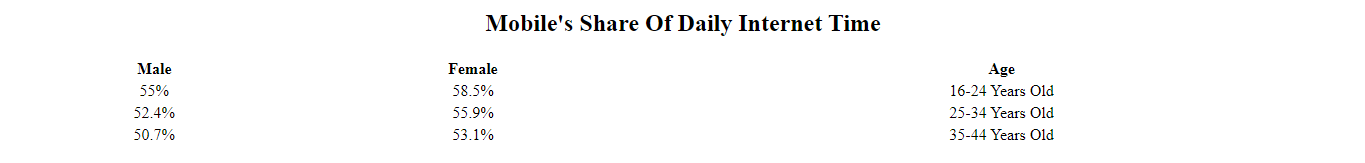 Mobile's Share Of Daily Internet Time
Male Female Age
55% 58.5% 16-24 Years Old
52.4% 55.9% 25-34 Years Old
50.7% 53.1% 35-44 Years Old